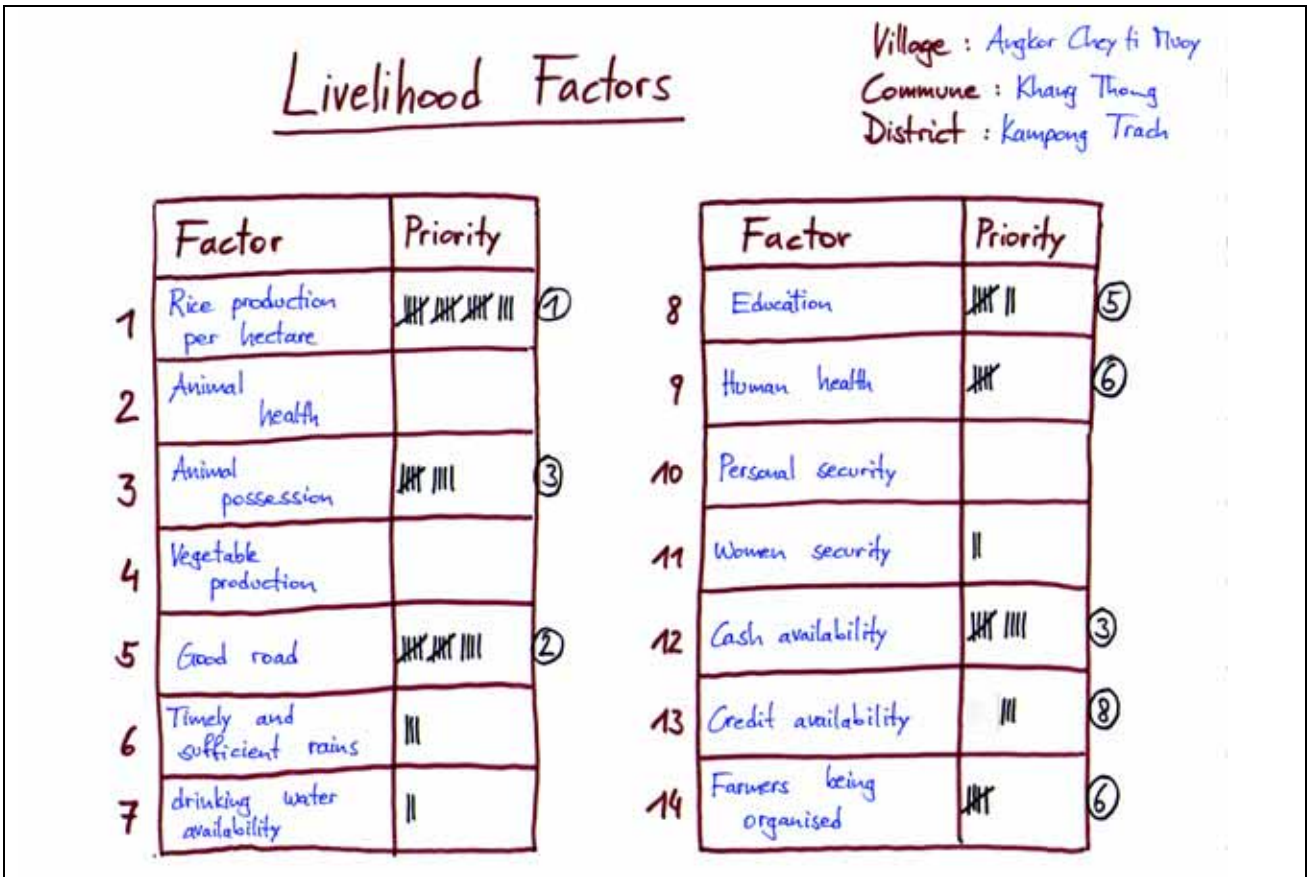 Livelihood Factors
Village : Angkor Chey ti Muoy
Commune : Khang Thong
District : Kampong Trach
Factor Priority
1 Rice production
per hectare 𝍸 𝍸 𝍸 ||| ①
2 Animal
health
3 Animal
possession 𝍸 |||| ③
4 Vegetable
production
5 Good road 𝍸 𝍸 |||| ②
6 Timely and
sufficient rains |||
7 drinking water
availability ||
Factor Priority
8 Education 𝍸 || ⑤
9 Human health 𝍸 ⑥
10 Personal security
11 Women security ||
12 Cash availability 𝍸 |||| ③
13 Credit availability ||| ⑧
14 Farmers being
organised 𝍸 ⑥